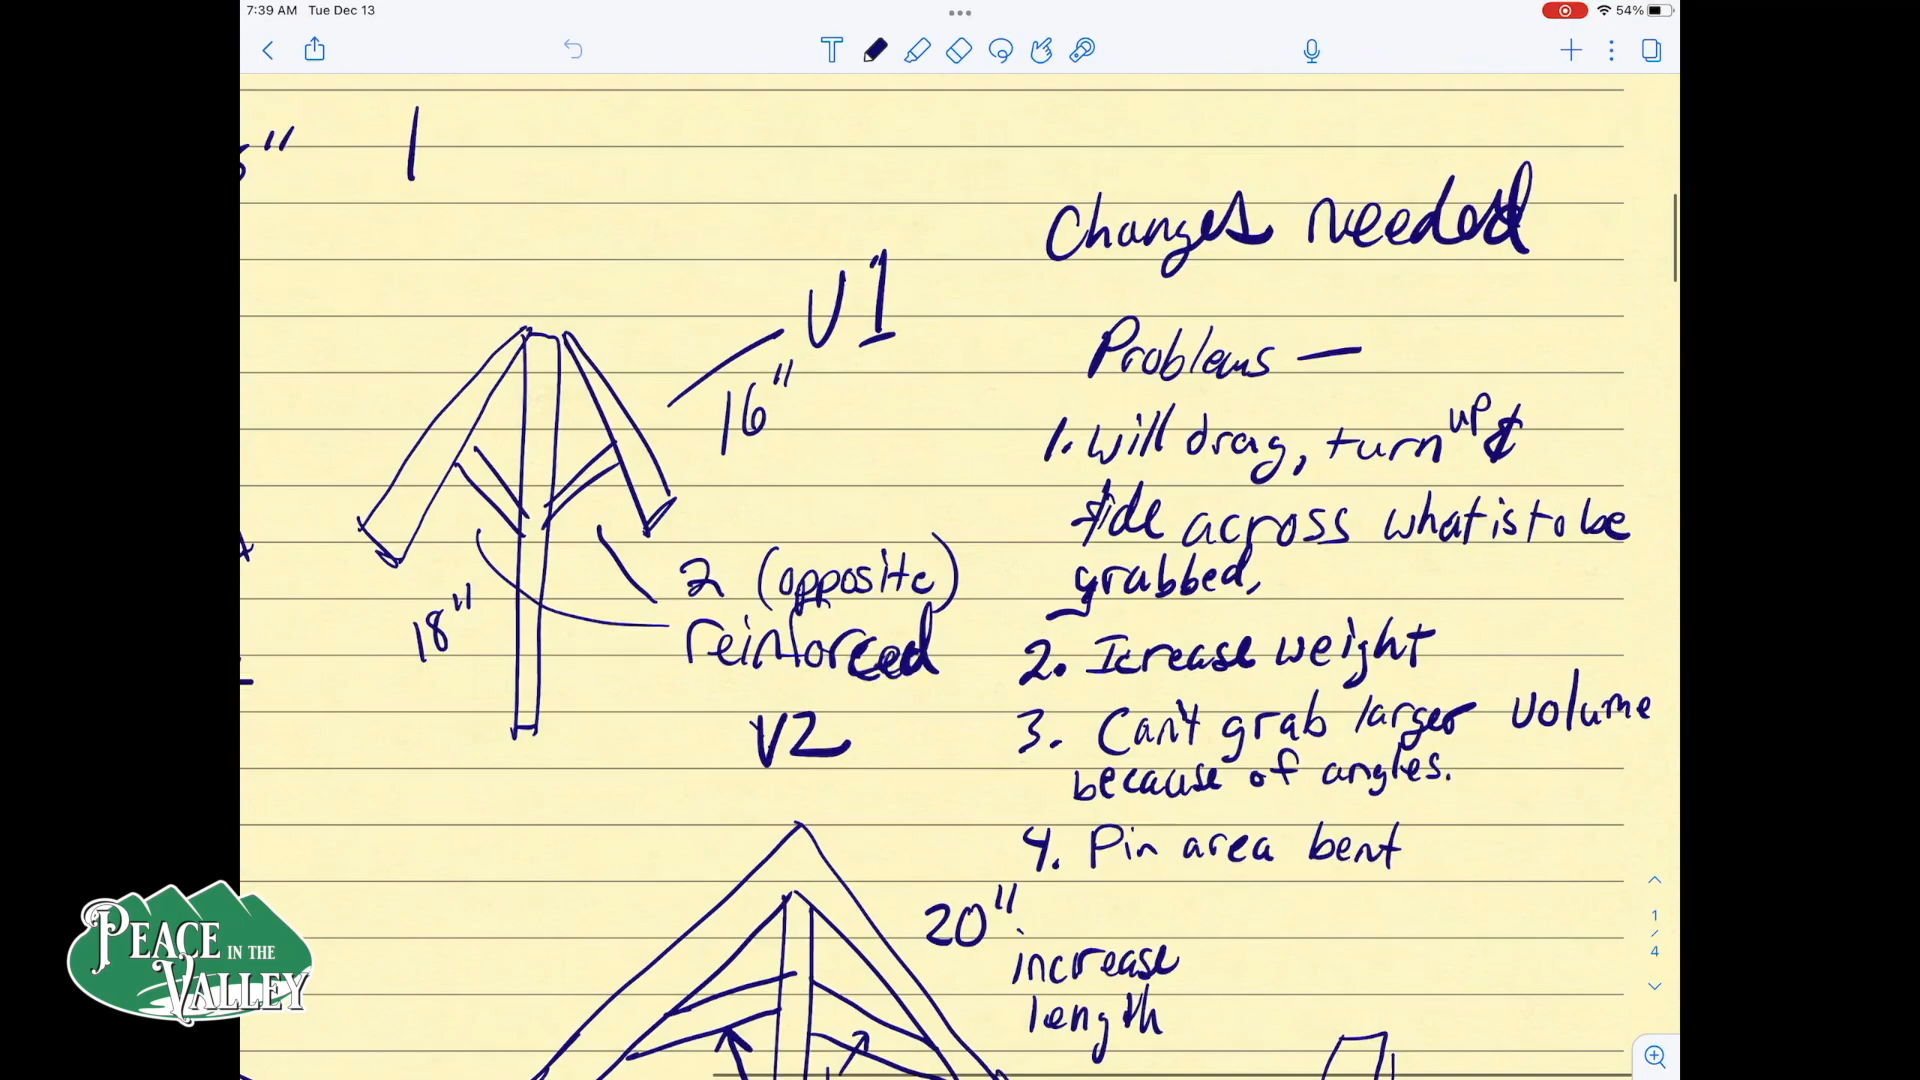 7:39 AM Tue Dec 13
54%
1
Changes needed
V1
Problems —
16"
1. Will drag, turn up &
slide across what is to be
grabbed.
2 (opposite)
reinforced
18"
2. Icrease weight
3. Can't grab larger volume
because of angles.
V2
4. Pin area bent
20"
increase
length
1
4
PEACE IN THE
VALLEY